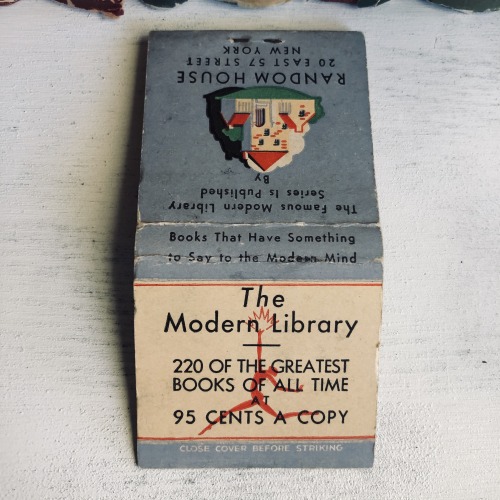 The Famous Modern Library
Series Is Published
By
RANDOM HOUSE
20 EAST 57 STREET
NEW YORK
Books That Have Something
to Say to the Modern Mind
The
Modern Library
220 OF THE GREATEST
BOOKS OF ALL TIME
AT
95 CENTS A COPY
CLOSE COVER BEFORE STRIKING